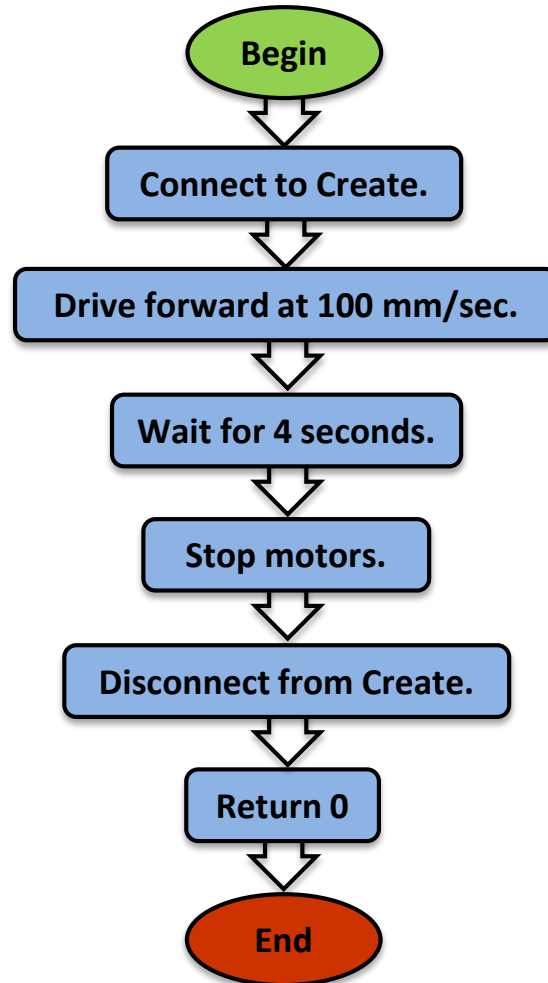 Begin
Connect to Create.
Drive forward at 100 mm/sec.
Wait for 4 seconds.
Stop motors.
Disconnect from Create.
Return 0
End